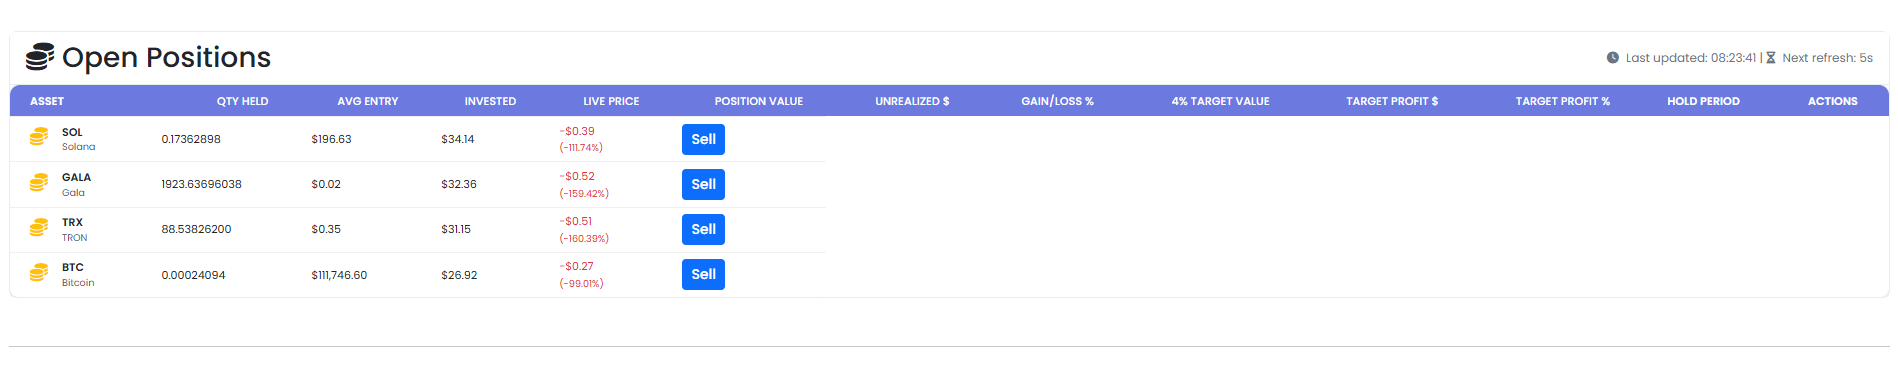 Open Positions
Last updated: 08:23:41 | Next refresh: 5s
ASSET QTY HELD AVG ENTRY INVESTED LIVE PRICE POSITION VALUE UNREALIZED $ GAIN/LOSS % 4% TARGET VALUE TARGET PROFIT $ TARGET PROFIT % HOLD PERIOD ACTIONS
SOL
Solana
0.17362898 $196.63 $34.14
-$0.39
(-111.74%)
Sell
GALA
Gala
1923.63696038 $0.02 $32.36
-$0.52
(-159.42%)
Sell
TRX
TRON
88.53826200 $0.35 $31.15
-$0.51
(-160.39%)
Sell
BTC
Bitcoin
0.00024094 $111,746.60 $26.92
-$0.27
(-99.01%)
Sell